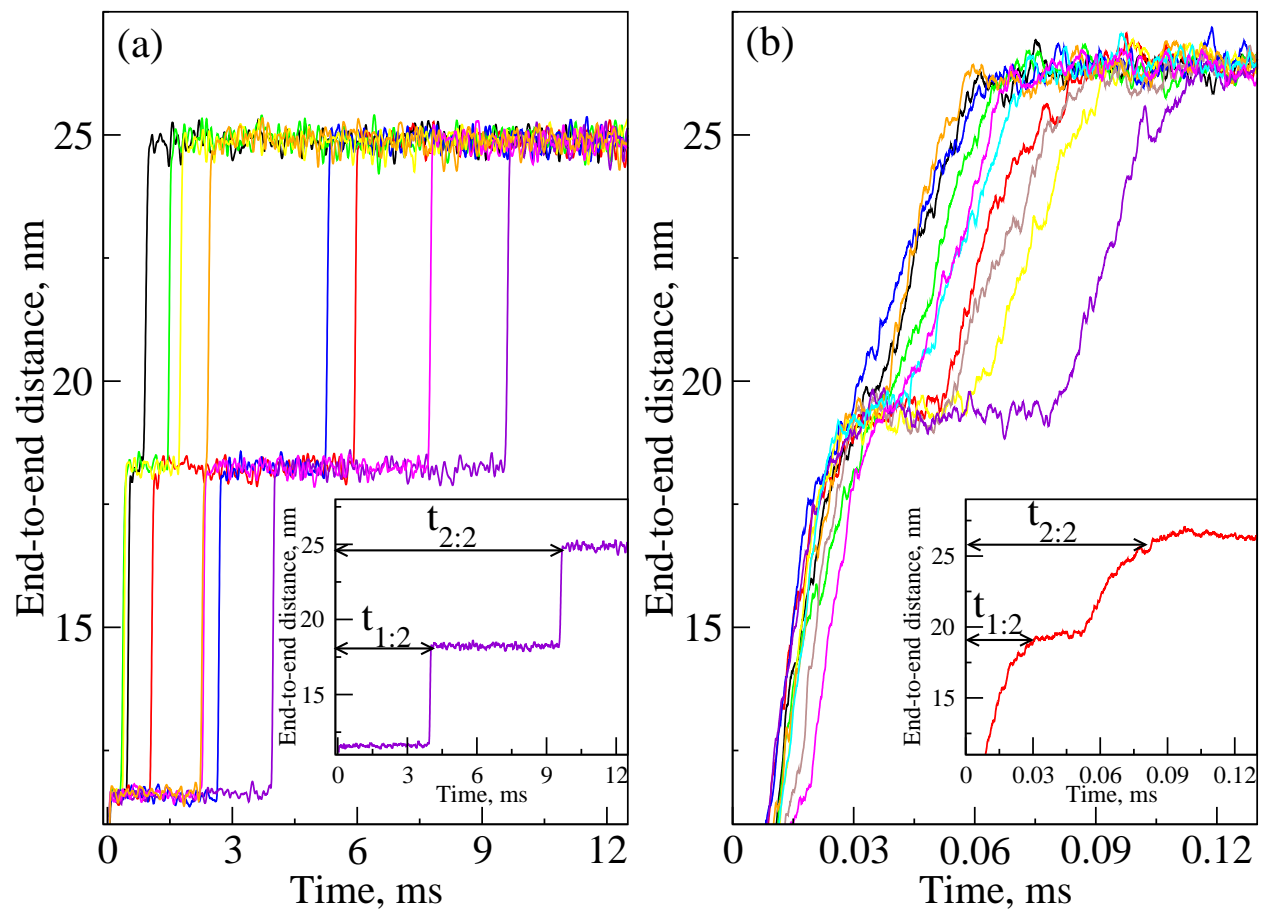 (a)
End-to-end distance, nm
25
20
15
0
3
6
9
12
Time, ms
t2:2
t1:2
End-to-end distance, nm
25
20
15
0
3
6
9
12
Time, ms
(b)
End-to-end distance, nm
25
20
15
0
0.03
0.06
0.09
0.12
Time, ms
t2:2
t1:2
End-to-end distance, nm
25
20
15
0
0.03
0.06
0.09
0.13
Time, ms